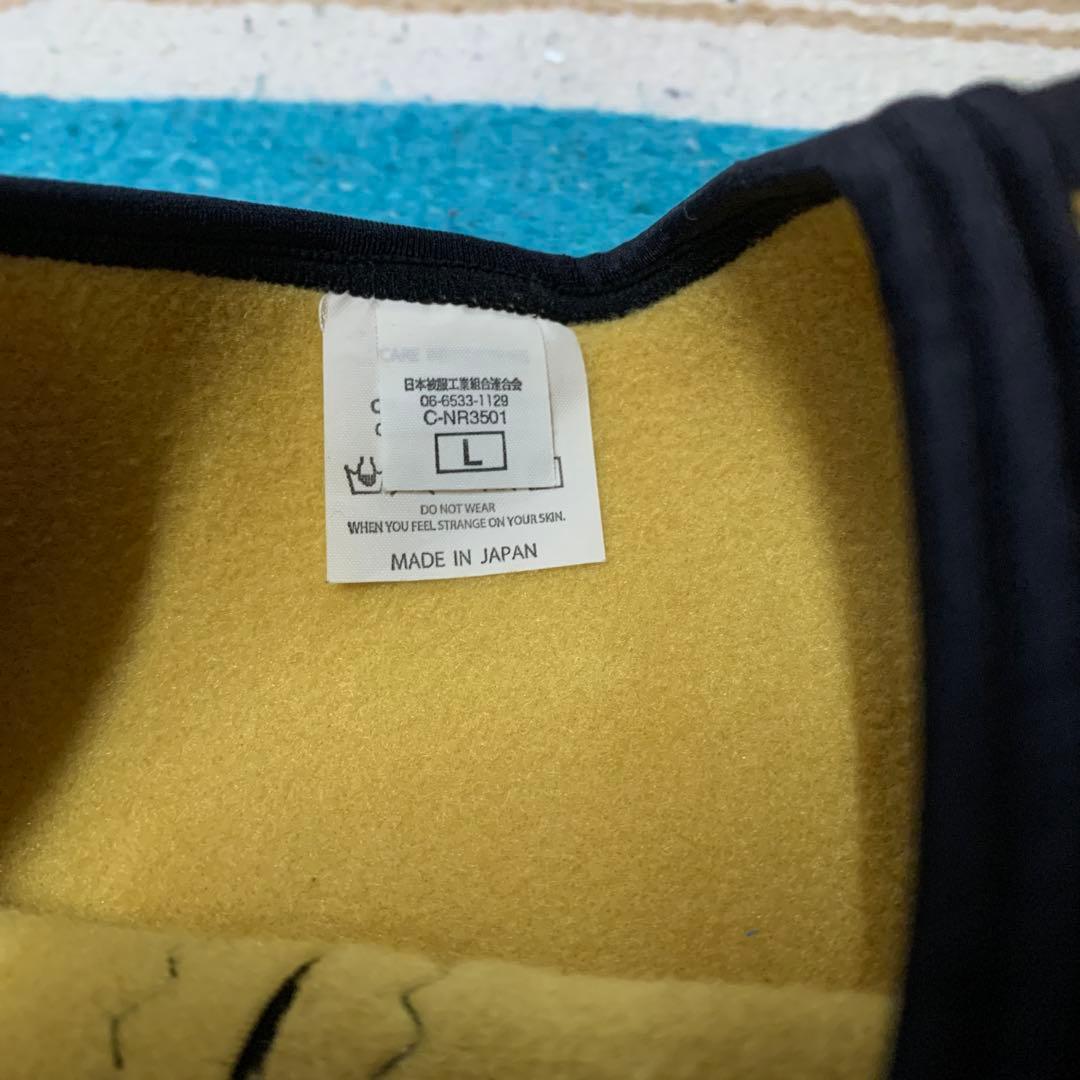 CARE
日本被服工業組合連合会
06-6533-1129
C-NR3501
L
DO NOT WEAR
WHEN YOU FEEL STRANGE ON YOUR SKIN.
MADE IN JAPAN